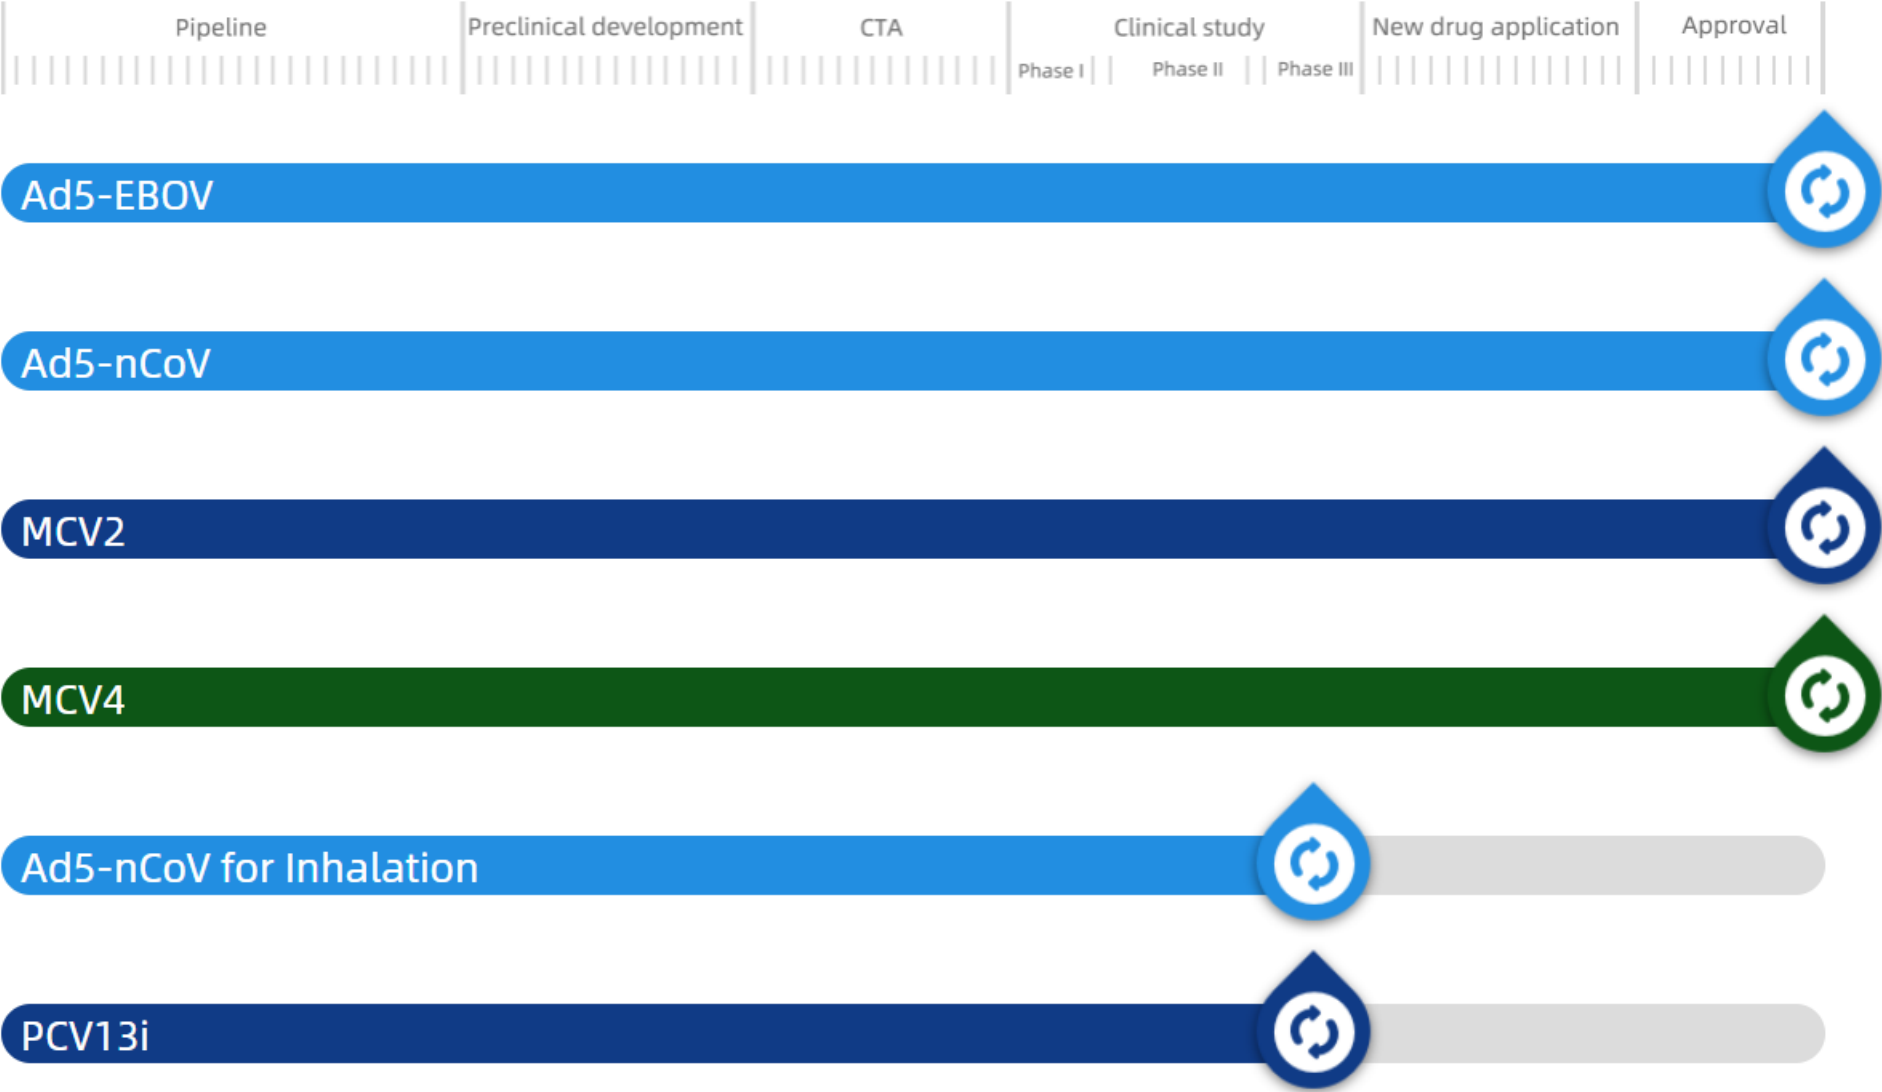 Pipeline Preclinical development CTA Clinical study New drug application Approval
Phase I Phase II Phase III
Ad5-EBOV
Ad5-nCoV
MCV2
MCV4
Ad5-nCoV for Inhalation
PCV13i